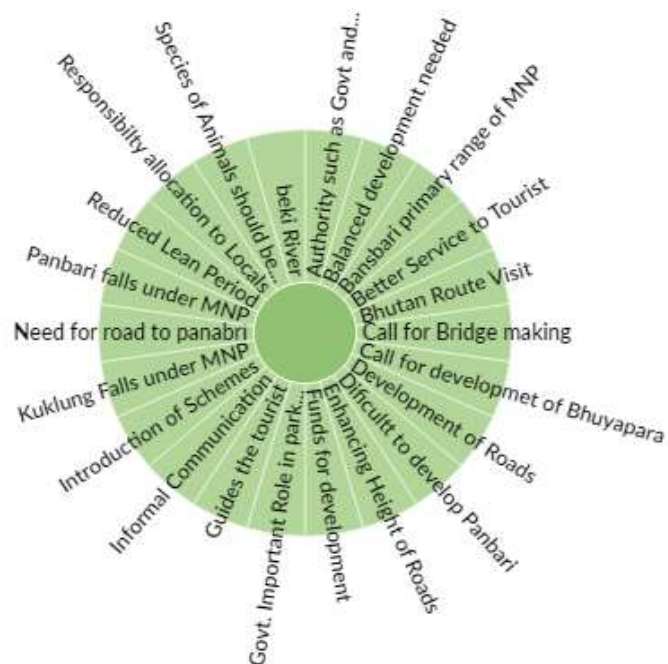 Authority such as Govt and...
Balanced development needed
Bansbari primary range of MNP
Better Service to Tourist
Bhutan Route Visit
Call for Bridge making
Call for developmet of Bhuyapara
Development of Roads
Dificultt to develop Panbari
Enhancing Height of Roads
Funds for development
Govt. Important Role in park...
Guides the tourist
Informal Communication
Introduction of Schemes
Kuklung Falls under MNP
Need for road to panabri
Panbari falls under MNP
Reduced Lean Period
Responsibilty allocation to Locals
Species of Animals should be...
beki River